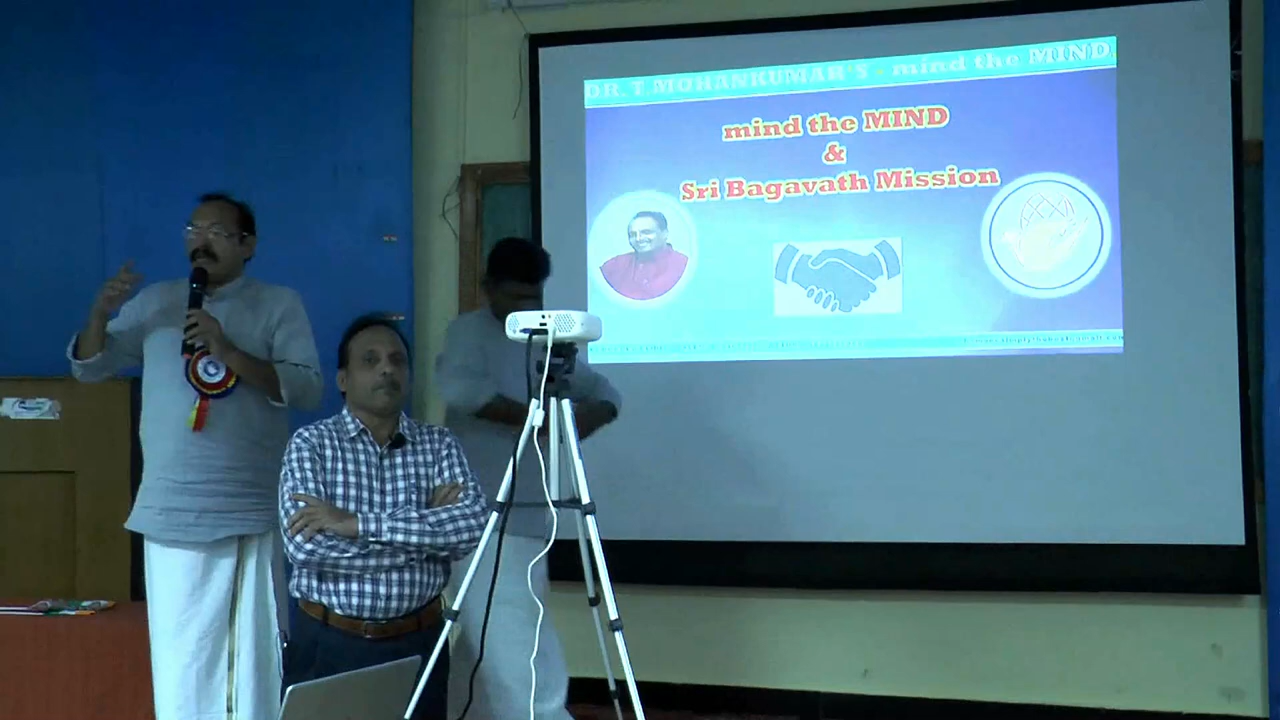 DR. T MOHANKUMAR'S - mind the MIND
mind the MIND
&
Sri Bagavath Mission